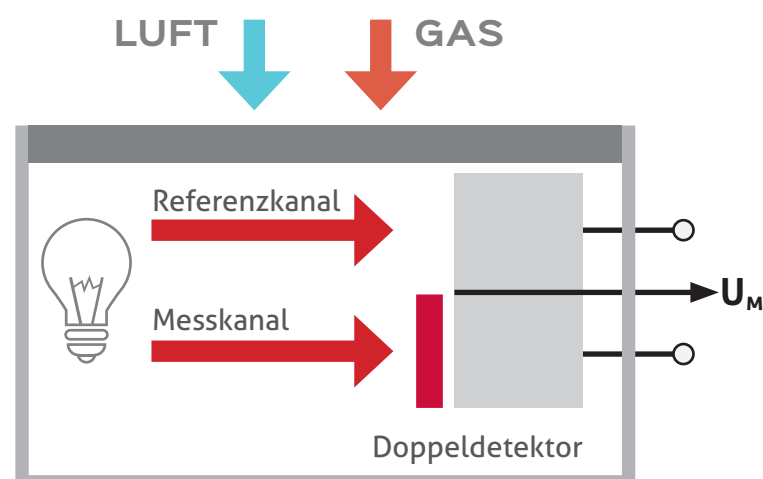 LUFT GAS
Referenzkanal
Messkanal
UM
Doppeldetektor